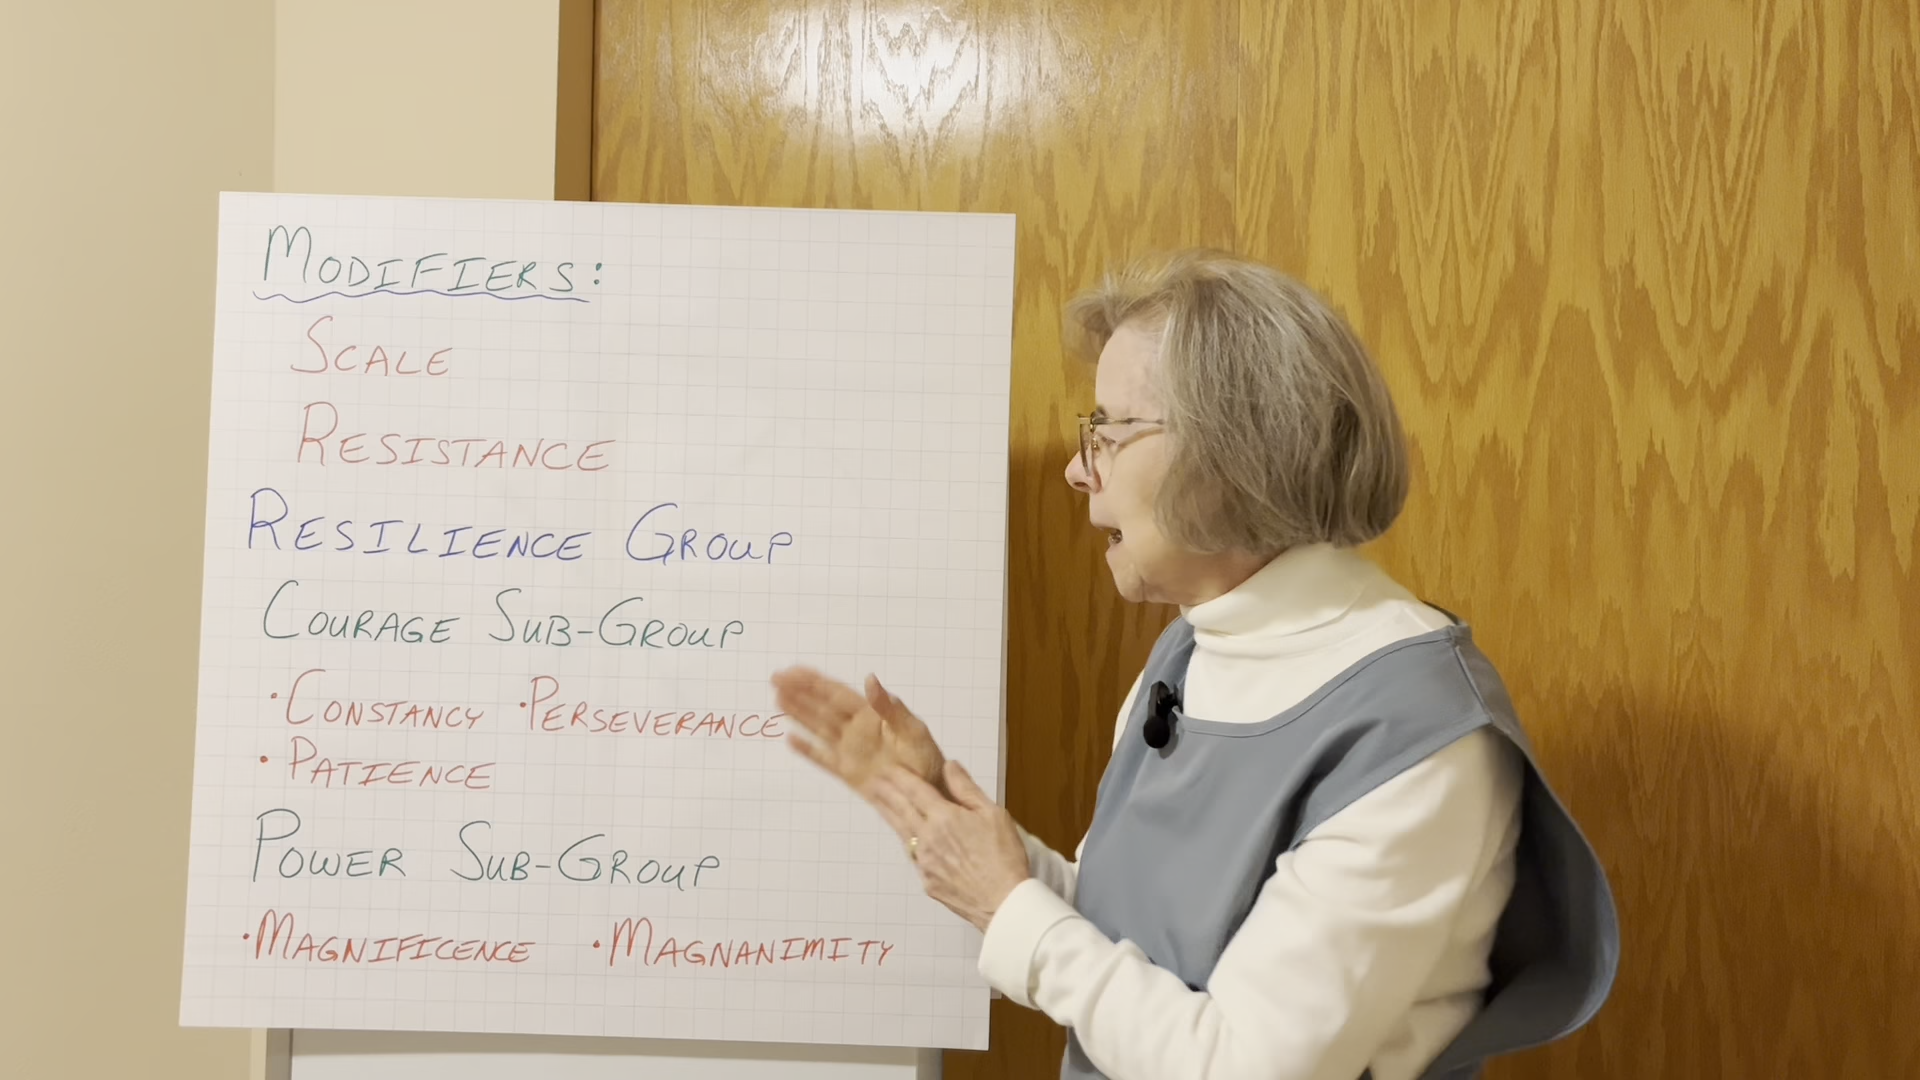 MODIFIERS:
SCALE
RESISTANCE
RESILIENCE GROUP
COURAGE SUB-GROUP
• CONSTANCY • PERSEVERANCE
• PATIENCE
POWER SUB-GROUP
• MAGNIFICENCE • MAGNANIMITY